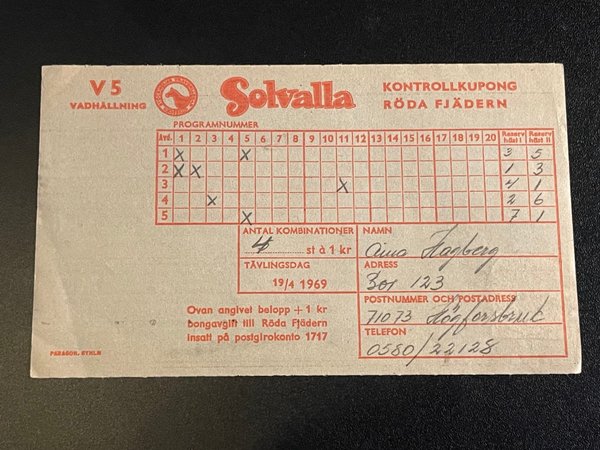 V5
VADHÅLLNING
Solvalla
KONTROLLKUPONG
RÖDA FJÄDERN
PROGRAMNUMMER
Avd. 1 2 3 4 5 6 7 8 9 10 11 12 13 14 15 16 17 18 19 20 Reserv häst I Reserv häst II
1 X X 3 5
2 X X 1 3
3 X 4 1
4 X 2 6
5 X 7 1
ANTAL KOMBINATIONER
4 st à 1 kr
TÄVLINGSDAG
19/4 1969
Ovan angivet belopp + 1 kr
bongavgift till Röda Fjädern
insatt på postgirokonto 1717
NAMN
Hagberg
ADRESS
Box 123
POSTNUMMER OCH POSTADRESS
71073 Högforsbruk
TELEFON
0580/22128
PARAGON, STHLM